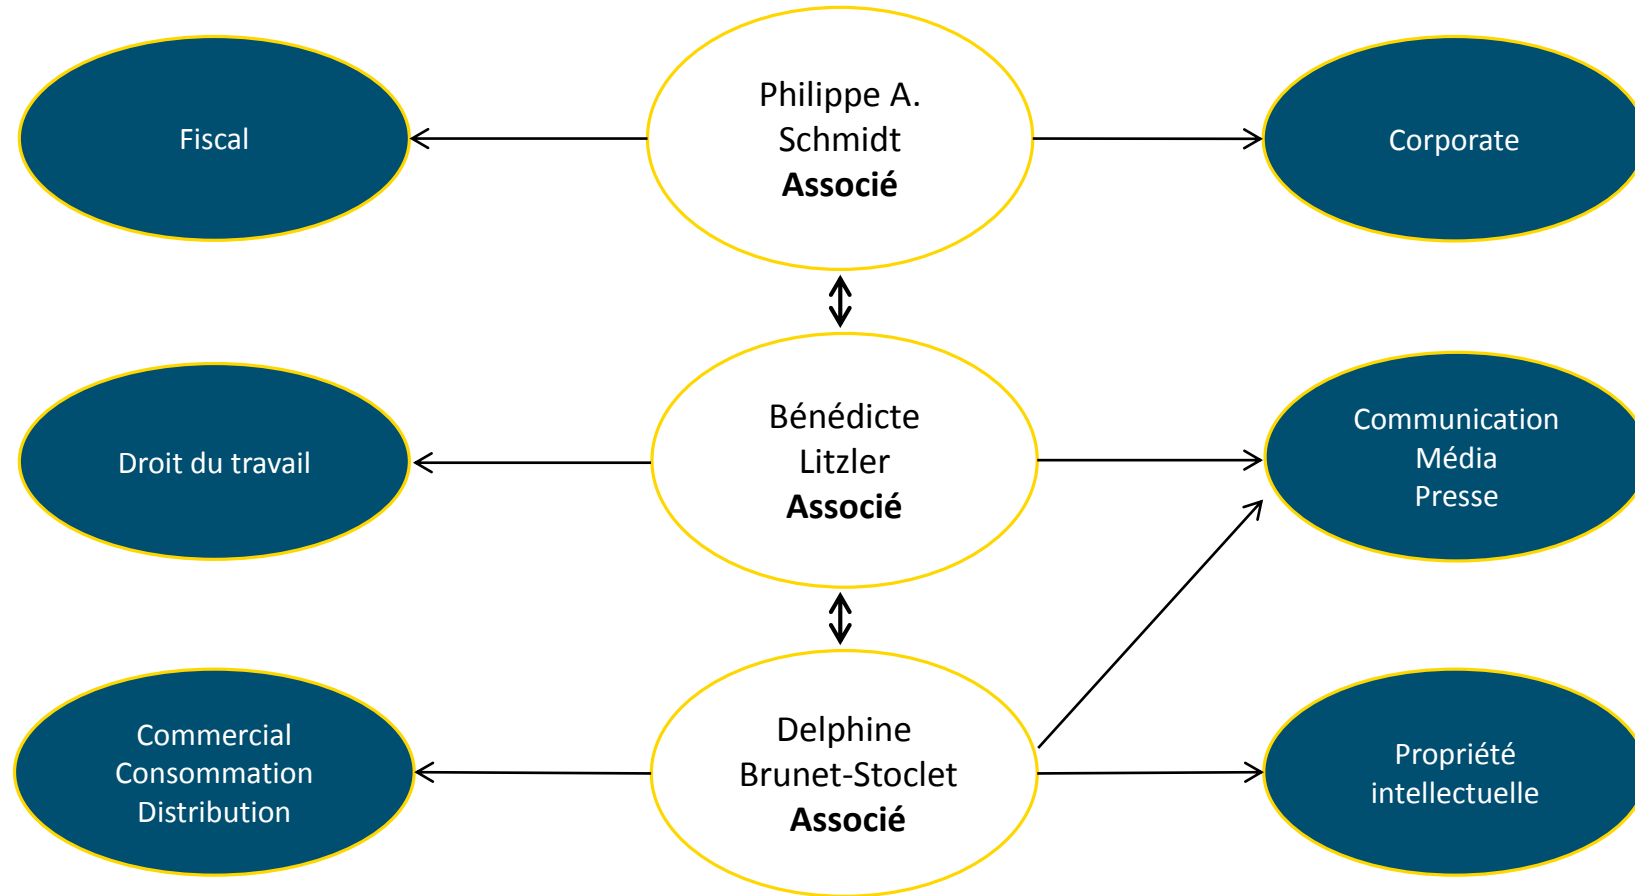 Fiscal
Philippe A.
Schmidt
Associé
Corporate
Droit du travail
Bénédicte
Litzler
Associé
Communication
Média
Presse
Commercial
Consommation
Distribution
Delphine
Brunet-Stoclet
Associé
Propriété
intellectuelle